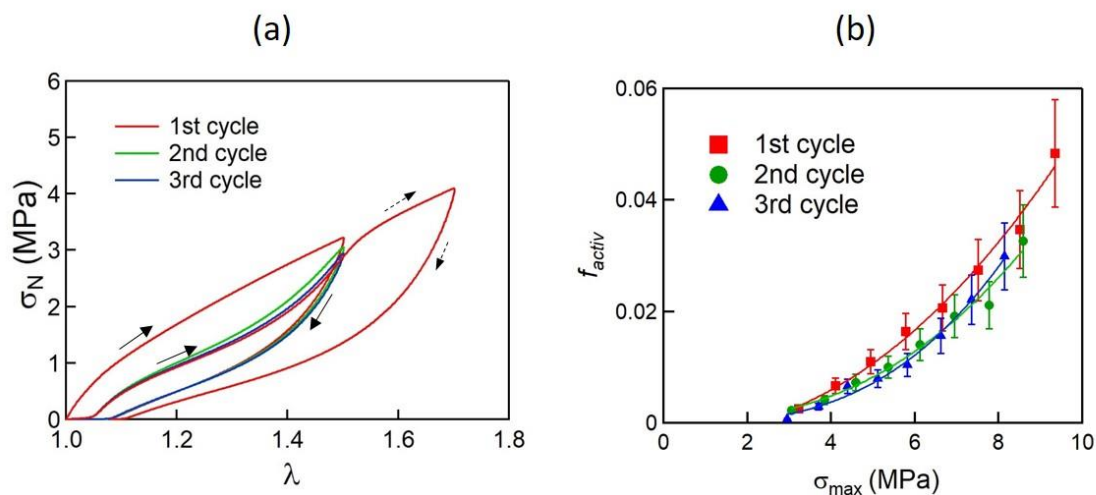 (a)
(b)
6
5
4
3
2
1
0
σN (MPa)
1st cycle
2nd cycle
3rd cycle
1.0 1.2 1.4 1.6 1.8
λ
0.06
0.04
0.02
0
factiv
1st cycle
2nd cycle
3rd cycle
0 2 4 6 8 10
σmax (MPa)